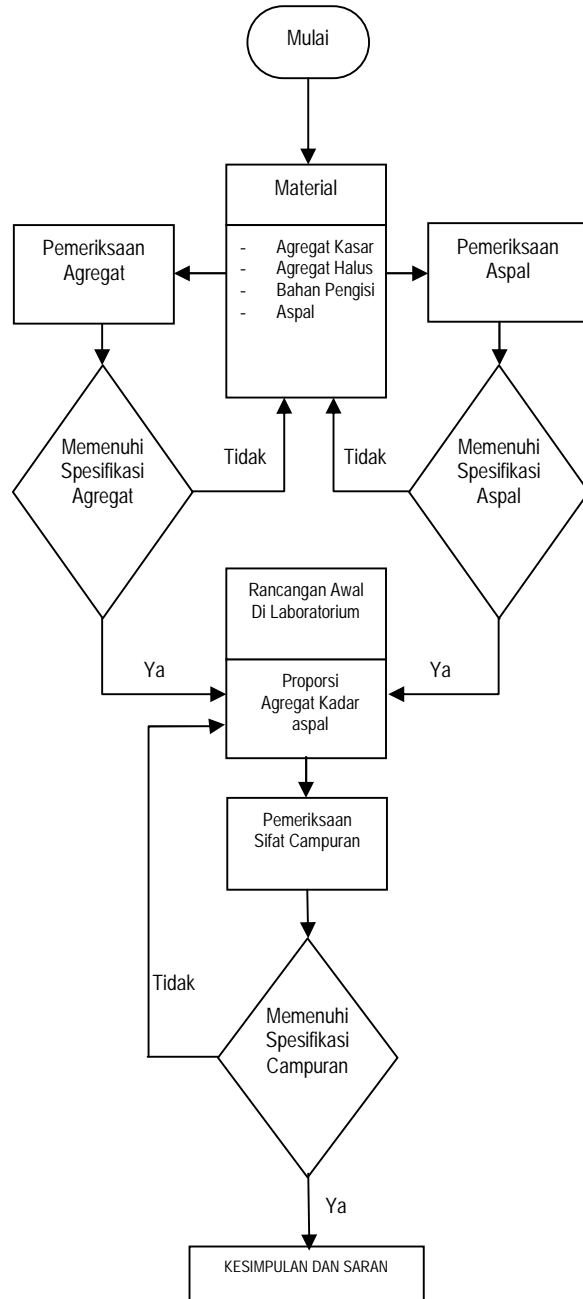 Mulai
Material
- Agregat Kasar
- Agregat Halus
- Bahan Pengisi
- Aspal
Pemeriksaan
Agregat
Pemeriksaan
Aspal
Memenuhi
Spesifikasi
Agregat
Tidak
Tidak
Memenuhi
Spesifikasi
Aspal
Rancangan Awal
Di Laboratorium
Ya
Ya
Proporsi
Agregat Kadar
aspal
Pemeriksaan
Sifat Campuran
Tidak
Memenuhi
Spesifikasi
Campuran
Ya
KESIMPULAN DAN SARAN